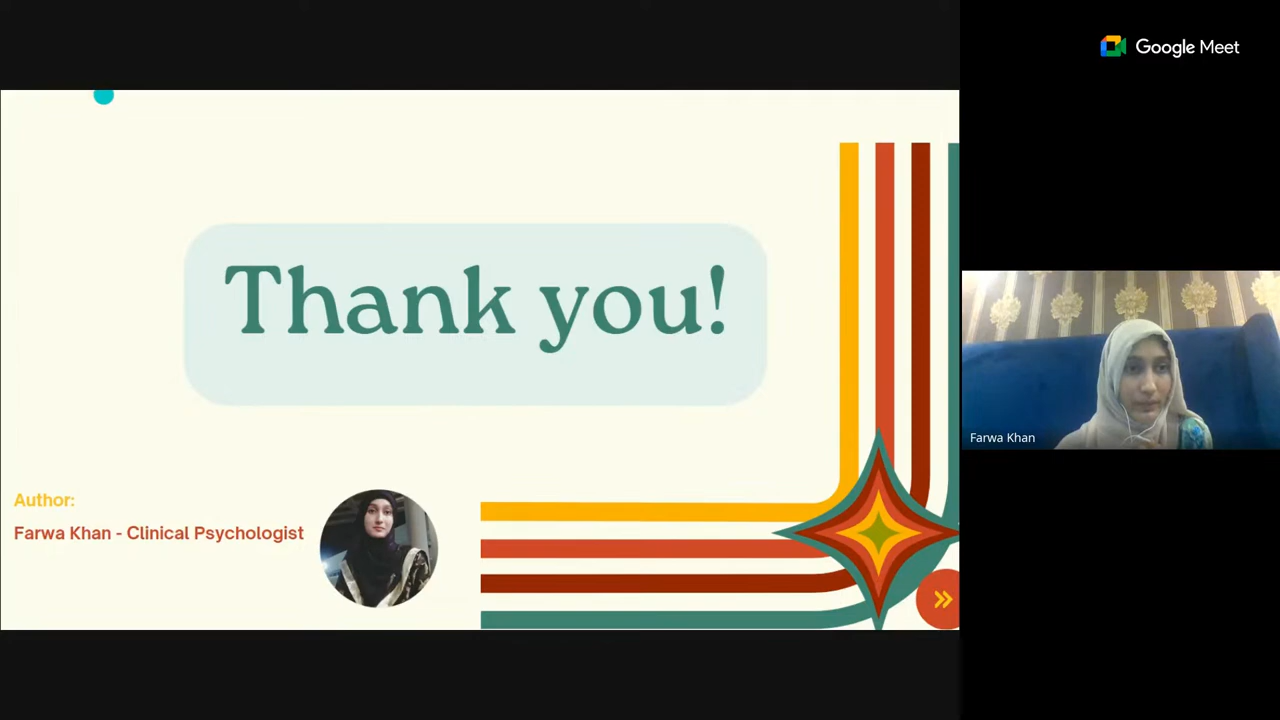 Google Meet
Thank you!
Author:
Farwa Khan - Clinical Psychologist
Farwa Khan